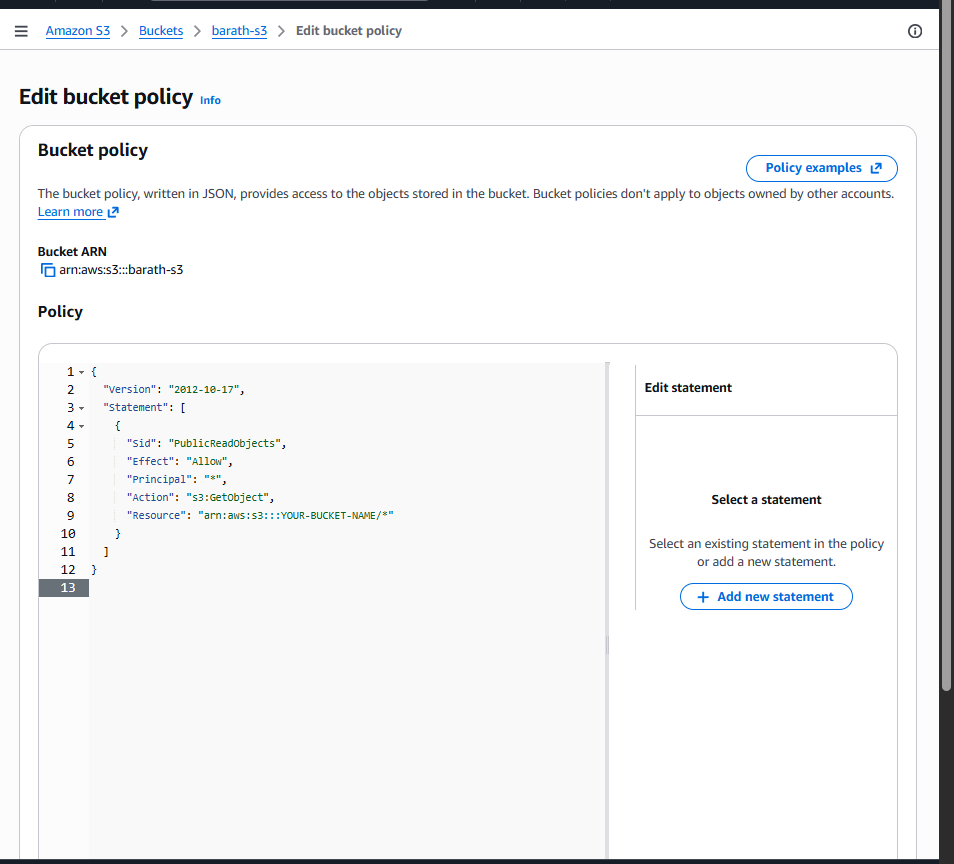 Amazon S3 > Buckets > barath-s3 > Edit bucket policy
Edit bucket policy Info
Bucket policy
Policy examples
The bucket policy, written in JSON, provides access to the objects stored in the bucket. Bucket policies don't apply to objects owned by other accounts.
Learn more
Bucket ARN
arn:aws:s3:::barath-s3
Policy
1 {
2   "Version": "2012-10-17",
3   "Statement": [
4     {
5       "Sid": "PublicReadObjects",
6       "Effect": "Allow",
7       "Principal": "*",
8       "Action": "s3:GetObject",
9       "Resource": "arn:aws:s3:::YOUR-BUCKET-NAME/*"
10     }
11   ]
12 }
13
Edit statement
Select a statement
Select an existing statement in the policy
or add a new statement.
+ Add new statement